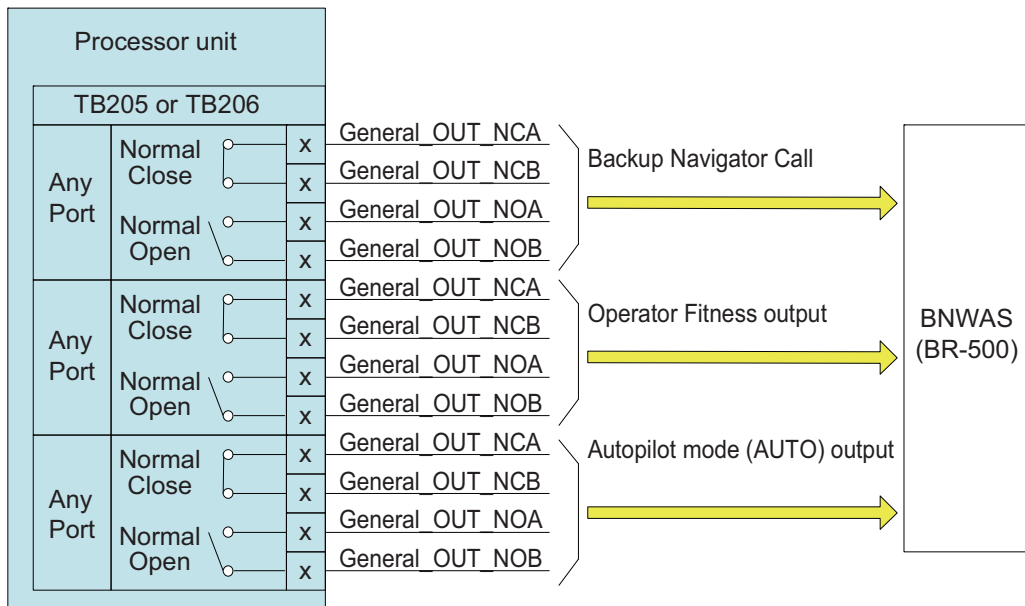 Processor unit
TB205 or TB206
Any
Port
Normal
Close
x
General_OUT_NCA
x
General_OUT_NCB
Normal
Open
x
General_OUT_NOA
x
General_OUT_NOB
Backup Navigator Call
Any
Port
Normal
Close
x
General_OUT_NCA
x
General_OUT_NCB
Normal
Open
x
General_OUT_NOA
x
General_OUT_NOB
Operator Fitness output
Any
Port
Normal
Close
x
General_OUT_NCA
x
General_OUT_NCB
Normal
Open
x
General_OUT_NOA
x
General_OUT_NOB
Autopilot mode (AUTO) output
BNWAS
(BR-500)